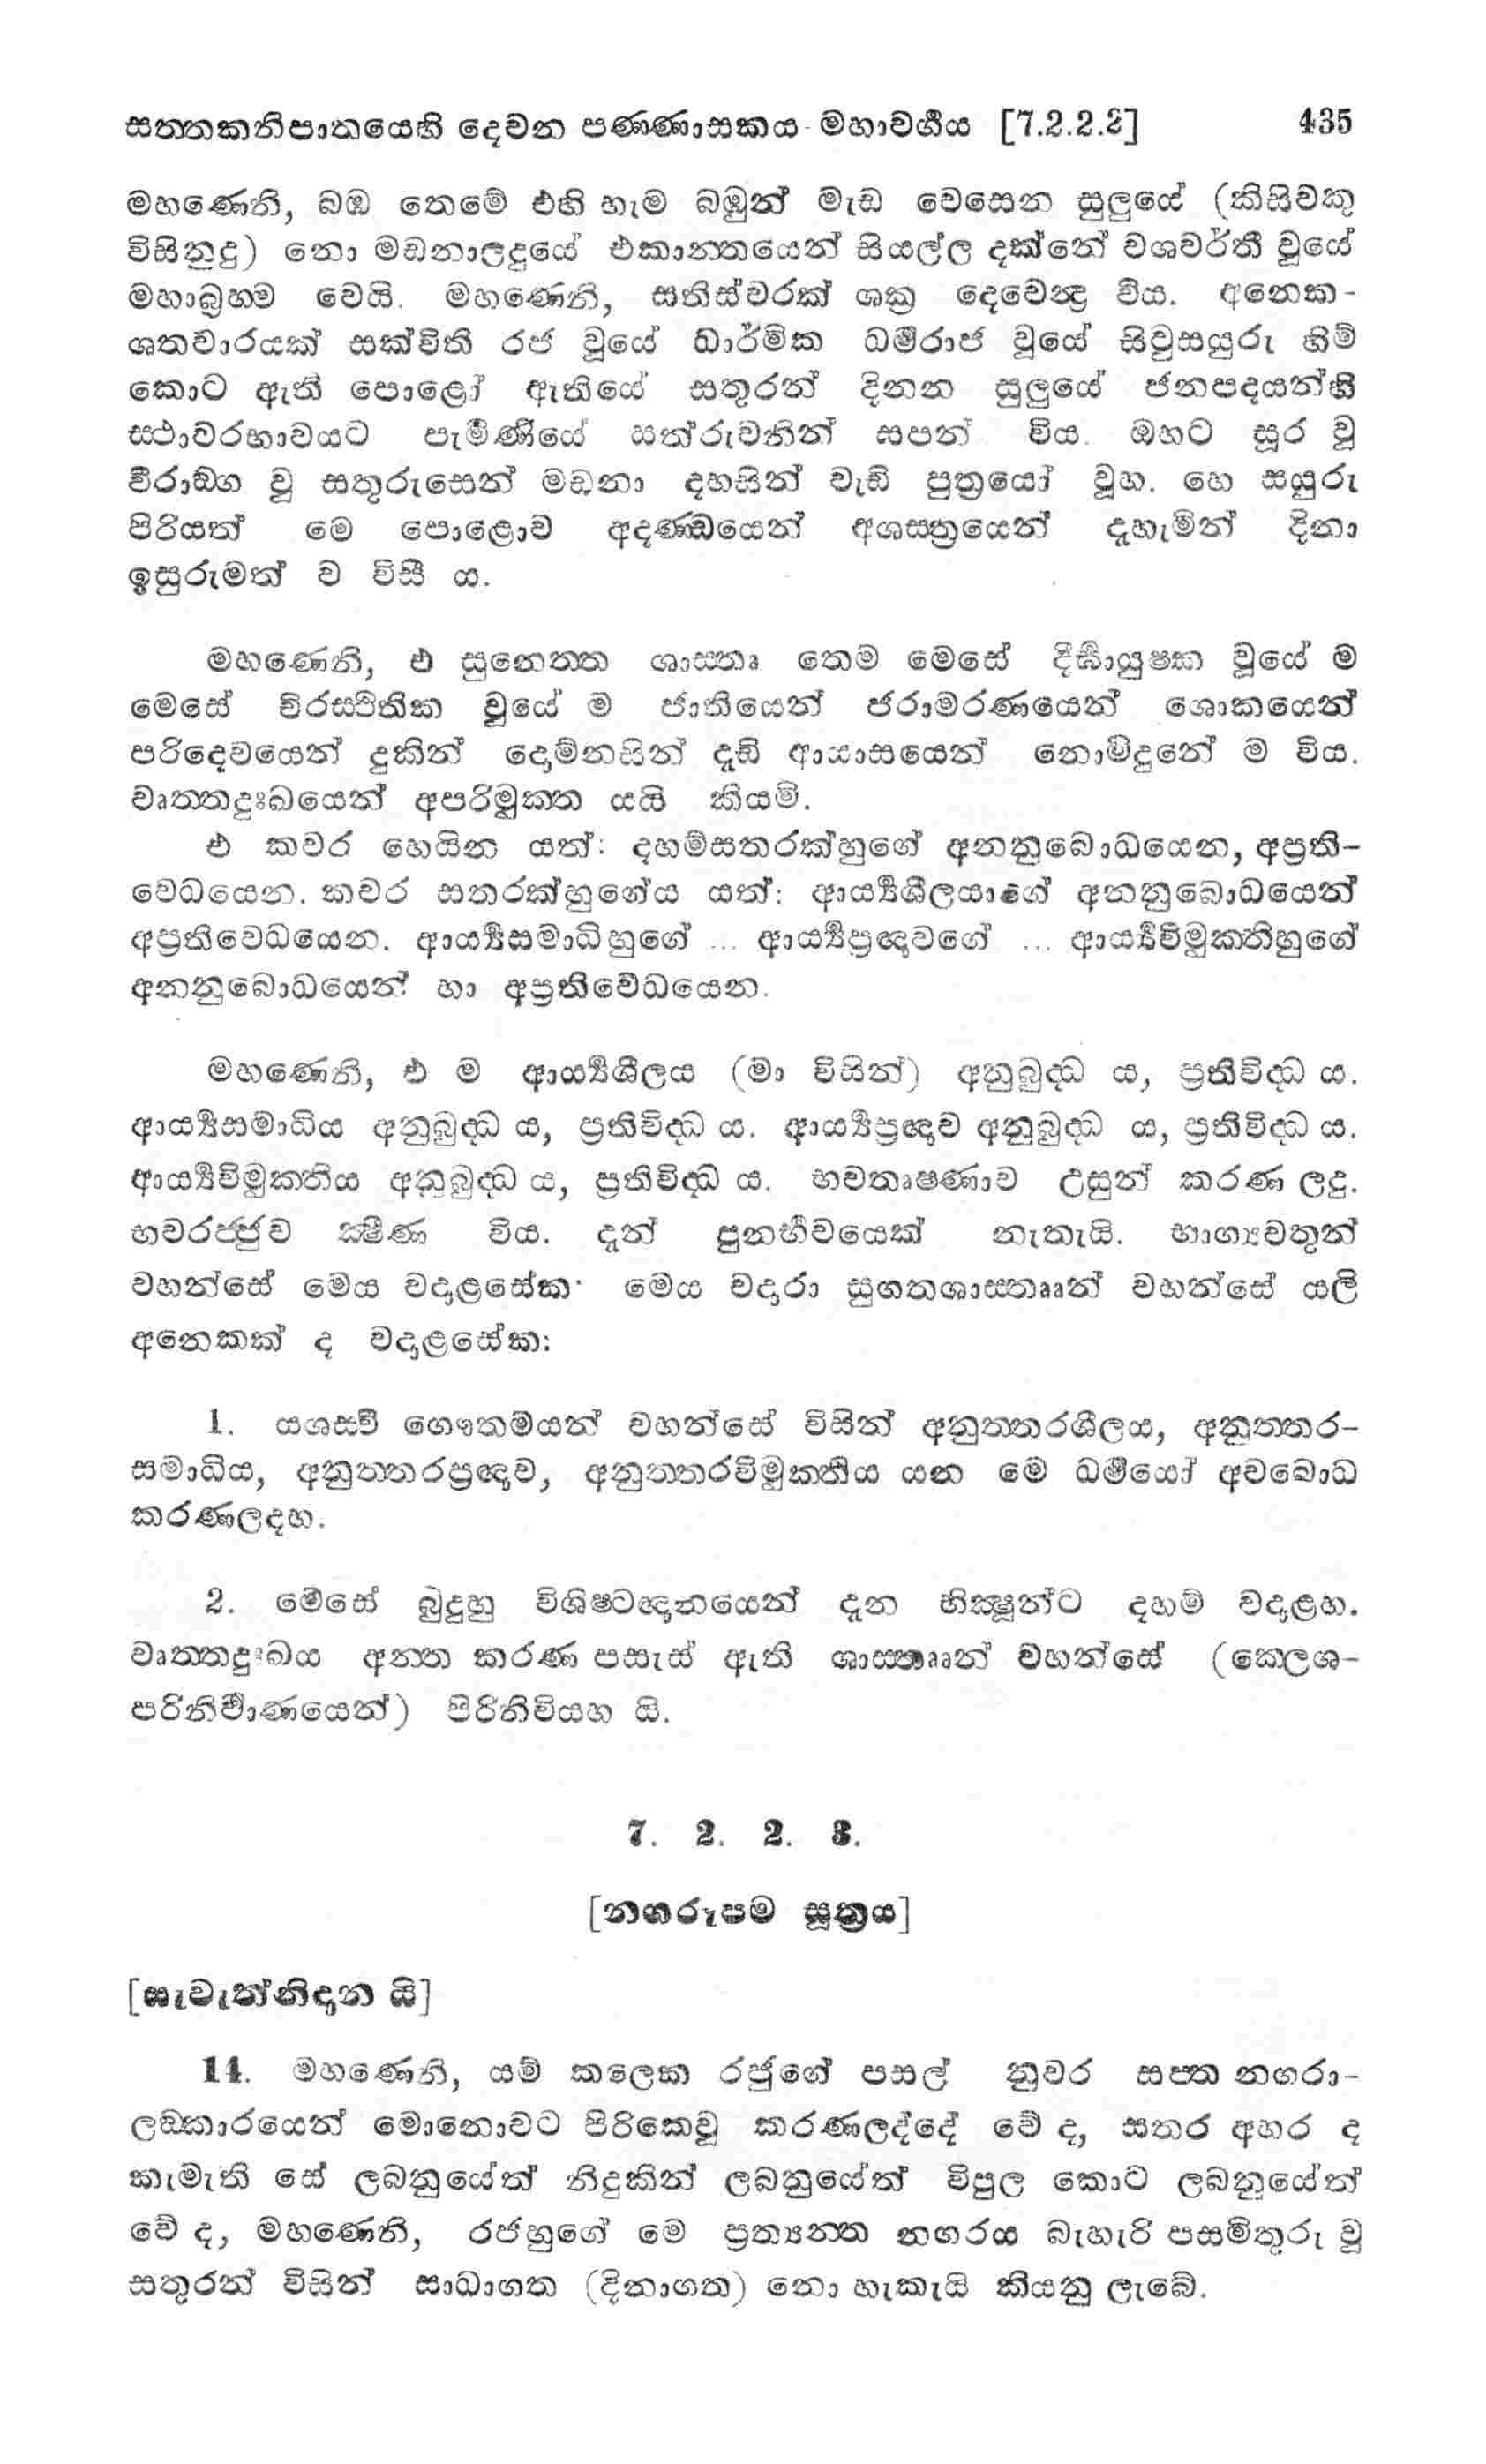 සත්තකනිපාතයෙහි දෙවන පණ්ණාසකය - මහාවර්ගය [7.2.2.2] 435
මහණෙනි, බඹ තෙමේ එහි හැම බඹුන් මැඩ වෙසෙන සුලුයේ (කිසිවකු
විසිනුදු) නො මඩනාලදුයේ එකාන්තයෙන් සියල්ල දක්නේ වශවර්තී වූයේ
මහාබ්‍රහ්ම වෙයි. මහණෙනි, සතිස්වරක් ශක්‍ර දෙවෙන්ද්‍ර විය. අනෙක-
ශතවාරයක් සක්විති රජ වූයේ ධාර්මික ධර්මරාජ වූයේ සිවුසයුරු හිම්
කොට ඇති පොළෝ ඇතියේ සතුරන් දිනන සුලුයේ ජනපදයන්හි
ස්ථාවරභාවයට පැමිණියේ සත්රුවනින් සපන් විය. ඔහට සූර වූ
වීරාඞ්ග වූ සතුරුසෙන් මඩනා දහසින් වැඩි පුත්‍රයෝ වූහ. හෙ සයුරු
පිරියත් මෙ පොළොව අදණ්ඩයෙන් අශස්ත්‍රයෙන් දැහැමින් දිනා
ඉසුරුමත් ව විසී ය.
මහණෙනි, එ සුනෙත්ත ශාස්තෘ තෙම මෙසේ දීර්ඝායුෂ්ක වූයේ ම
මෙසේ චිරස්ථිතික වූයේ ම ජාතියෙන් ජරාමරණයෙන් ශොකයෙන්
පරිදෙවයෙන් දුකින් දොම්නසින් දැඩි ආයාසයෙන් නොමිදුනේ ම විය.
වෘත්තදුඃඛයෙන් අපරිමුක්ත යයි කියමි.
එ කවර හෙයින යත්: දහම්සතරක්හුගේ අනනුබොධයෙන, අප්‍රති-
වෙධයෙන. කවර සතරක්හුගේය යත්: ආර්‍ය්‍යශීලයාගේ අනනුබොධයෙන්
අප්‍රතිවෙධයෙන. ආර්‍ය්‍යසමාධිහුගේ ... ආර්‍ය්‍යප්‍රඥාවගේ ... ආර්‍ය්‍යවිමුක්තිහුගේ
අනනුබොධයෙන් හා අප්‍රතිවෙධයෙන.
මහණෙනි, එ ම ආර්‍ය්‍යශීලය (මා විසින්) අනුබුද්ධ ය, ප්‍රතිවිද්ධ ය.
ආර්‍ය්‍යසමාධිය අනුබුද්ධ ය, ප්‍රතිවිද්ධ ය. ආර්‍ය්‍යප්‍රඥාව අනුබුද්ධ ය, ප්‍රතිවිද්ධ ය.
ආර්‍ය්‍යවිමුක්තිය අනුබුද්ධ ය, ප්‍රතිවිද්ධ ය. භවතෘෂ්ණාව උසුන් කරණ ලදු.
භවරජ්ජුව ක්‍ෂීණ විය. දැන් පුනර්භවයෙක් නැතැයි. භාග්‍යවතුන්
වහන්සේ මෙය වදාළසේක. මෙය වදාරා සුගතශාස්තෲන් වහන්සේ යලි
අනෙකක් ද වදාළසේක:
1. යශස්වී ගෞතමයන් වහන්සේ විසින් අනුත්තරශීලය, අනුත්තර-
සමාධිය, අනුත්තරප්‍රඥාව, අනුත්තරවිමුක්තිය යන මෙ ධර්මයෝ අවබොධ
කරණලදහ.
2. මෙසේ බුදුහු විශිෂ්ටඥානයෙන් දැන භික්‍ෂූන්ට දහම් වදාළහ.
වෘත්තදුඃඛය අන්ත කරණ පසැස් ඇති ශාස්තෲන් වහන්සේ (කෙලශ-
පරිනිර්වාණයෙන්) පිරිනිවියහ යි.
7. 2. 2. 3.
[නගරූපම සූත්‍රය]
[සැවැත්නිදාන යි]
14. මහණෙනි, යම් කලෙක රජුගේ පසල් නුවර සප්ත නගරා-
ලඞ්කාරයෙන් මොනොවට පිරිකෙවූ කරණලද්දේ වේ ද, සතර අහර ද
කැමැති සේ ලබනුයේත් නිදුකින් ලබනුයේත් විපුල කොට ලබනුයේත්
වේ ද, මහණෙනි, රජහුගේ මෙ ප්‍රත්‍යන්ත නගරය බැහැරි පසමිතුරු වූ
සතුරන් විසින් සාධාගත (දිනාගත) නො හැකැයි කියනු ලැබේ.